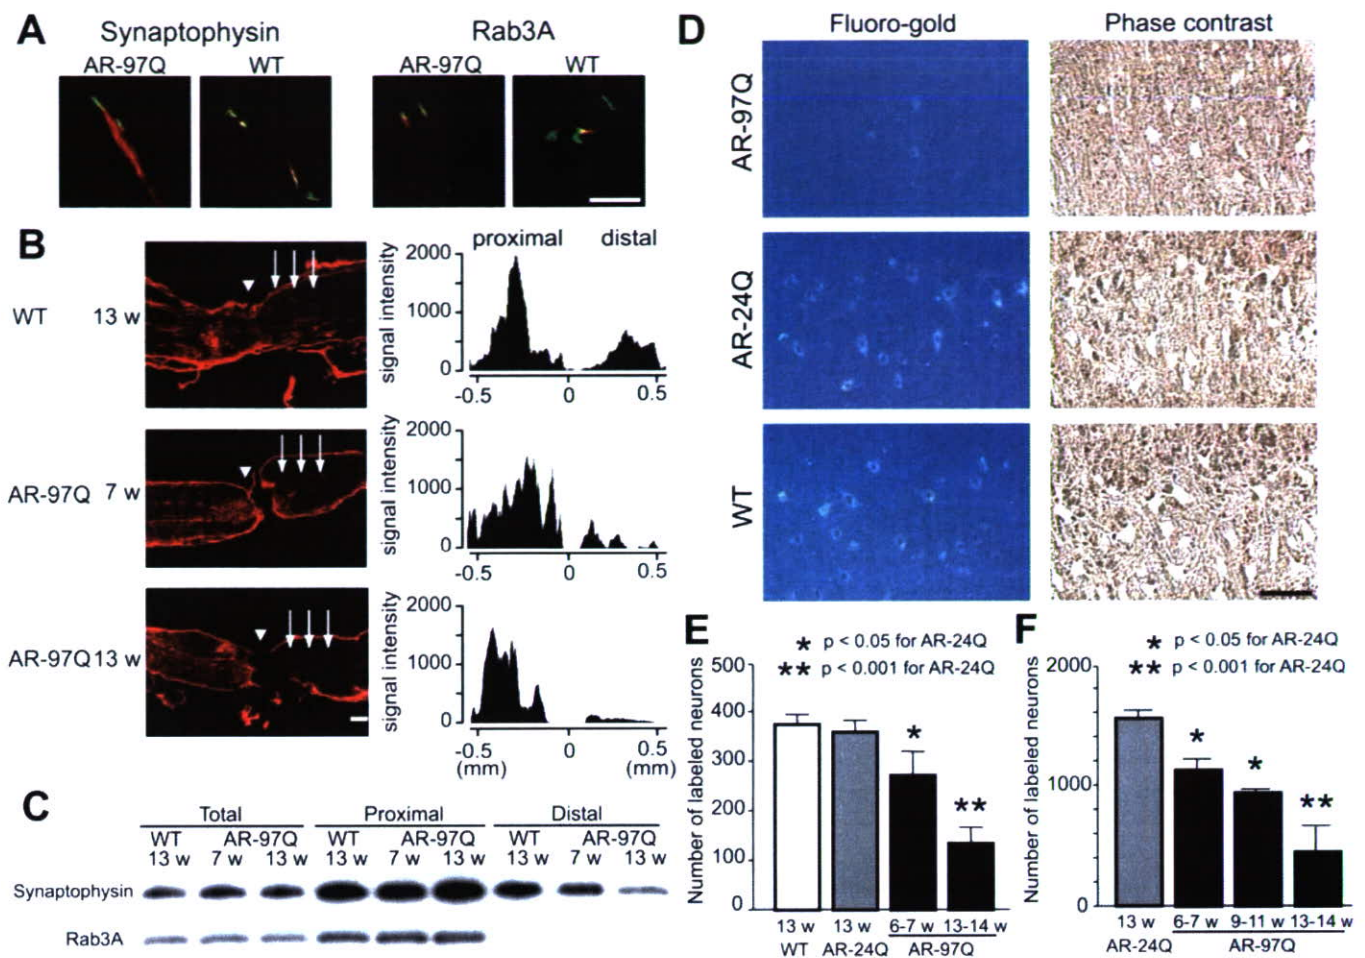 A
Synaptophysin
Rab3A
AR-97Q
WT
AR-97Q
WT
B
WT
13 w
AR-97Q
7 w
AR-97Q
13 w
proximal
distal
signal intensity
2000
1000
0
-0.5
0
0.5
signal intensity
2000
1000
0
-0.5
0
0.5
signal intensity
2000
1000
0
-0.5
0
0.5
(mm)
(mm)
C
Total
Proximal
Distal
WT
AR-97Q
WT
AR-97Q
WT
AR-97Q
13 w
7 w
13 w
13 w
7 w
13 w
13 w
7 w
13 w
Synaptophysin
Rab3A
D
Fluoro-gold
Phase contrast
AR-97Q
AR-24Q
WT
E
* p < 0.05 for AR-24Q
** p < 0.001 for AR-24Q
Number of labeled neurons
500
400
300
200
100
0
*
**
13 w
13 w
6-7 w
13-14 w
WT
AR-24Q
AR-97Q
F
* p < 0.05 for AR-24Q
** p < 0.001 for AR-24Q
Number of labeled neurons
2000
1000
0
*
*
**
13 w
6-7 w
9-11 w
13-14 w
AR-24Q
AR-97Q